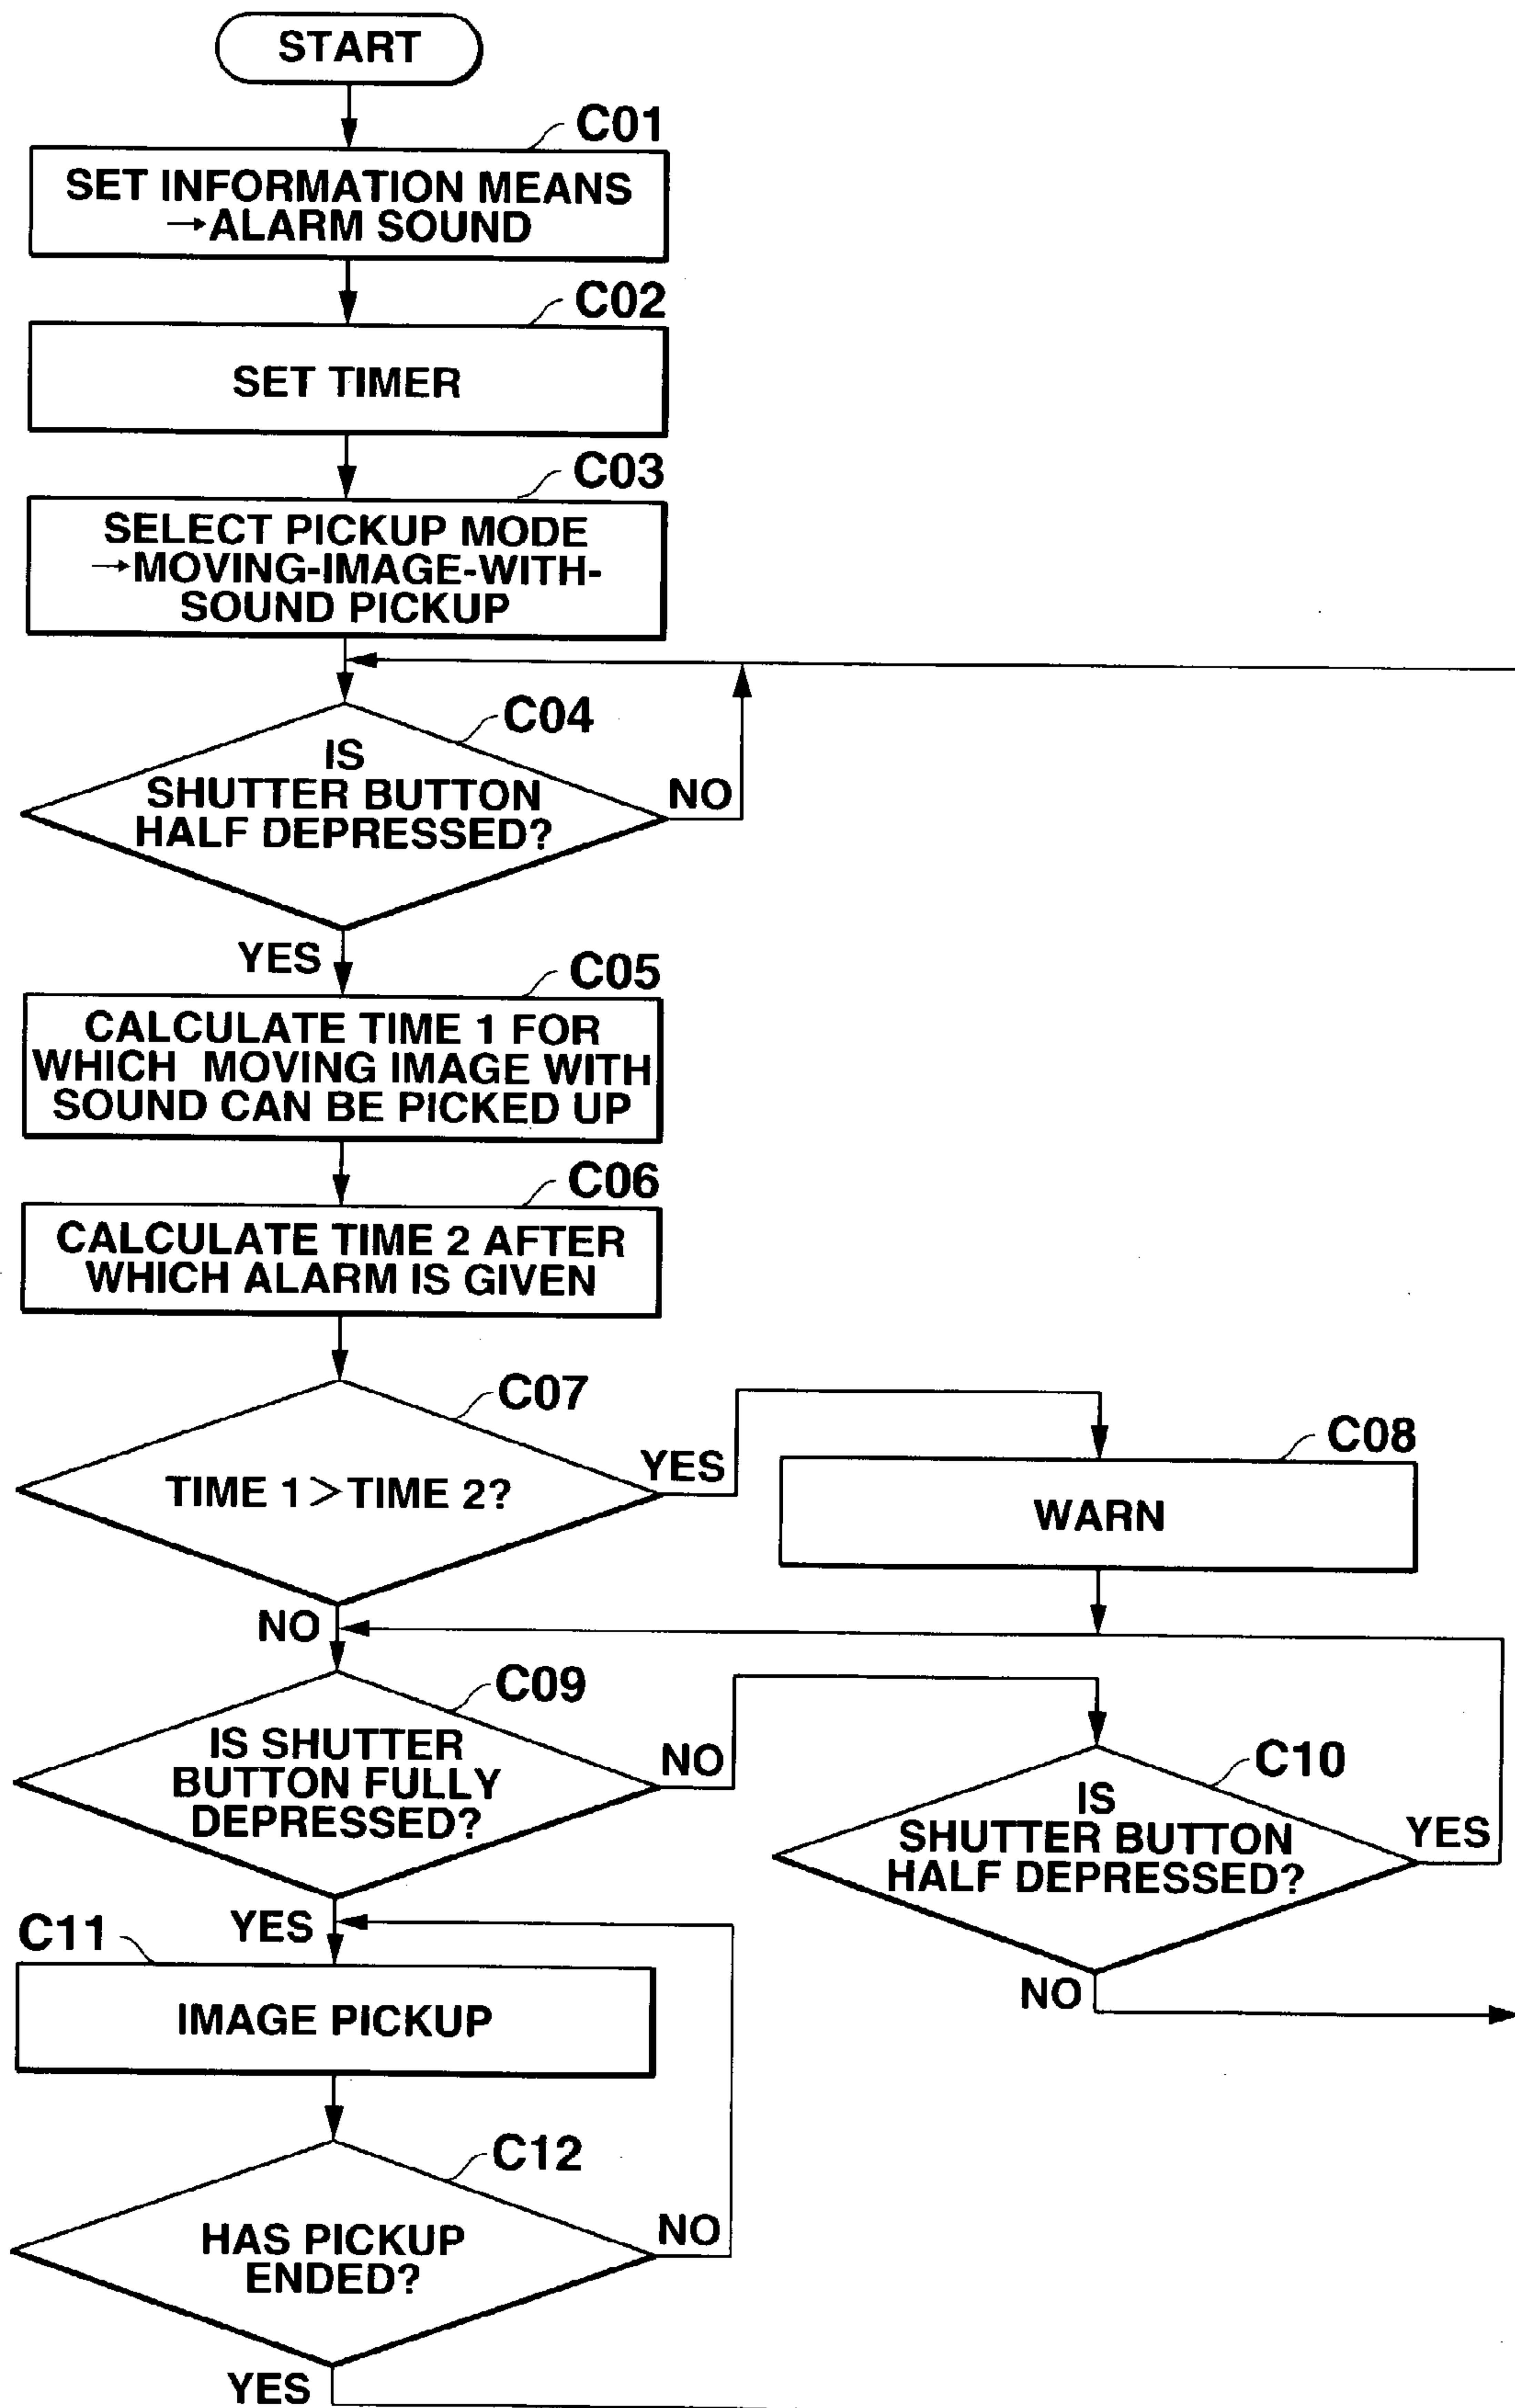 START
C01
SET INFORMATION MEANS
→ALARM SOUND
C02
SET TIMER
C03
SELECT PICKUP MODE
→MOVING-IMAGE-WITH-
SOUND PICKUP
C04
IS
SHUTTER BUTTON
HALF DEPRESSED?
NO
YES
C05
CALCULATE TIME 1 FOR
WHICH MOVING IMAGE WITH
SOUND CAN BE PICKED UP
C06
CALCULATE TIME 2 AFTER
WHICH ALARM IS GIVEN
C07
TIME 1>TIME 2?
YES
C08
WARN
NO
C09
IS SHUTTER
BUTTON FULLY
DEPRESSED?
NO
C10
IS
SHUTTER BUTTON
HALF DEPRESSED?
YES
NO
YES
C11
IMAGE PICKUP
C12
HAS PICKUP
ENDED?
NO
YES